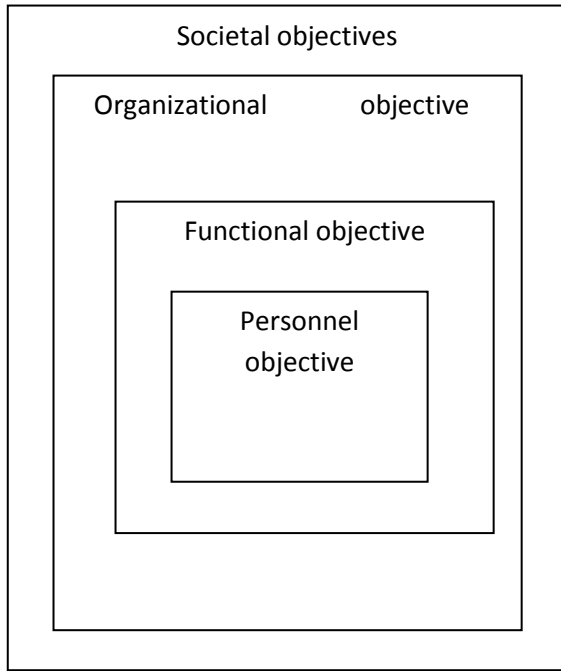 Societal objectives
Organizational objective
Functional objective
Personnel
objective